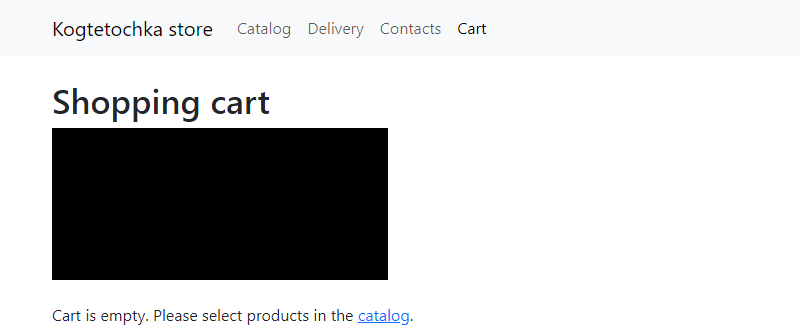 Kogtetochka store Catalog Delivery Contacts Cart
Shopping cart
Cart is empty. Please select products in the catalog.